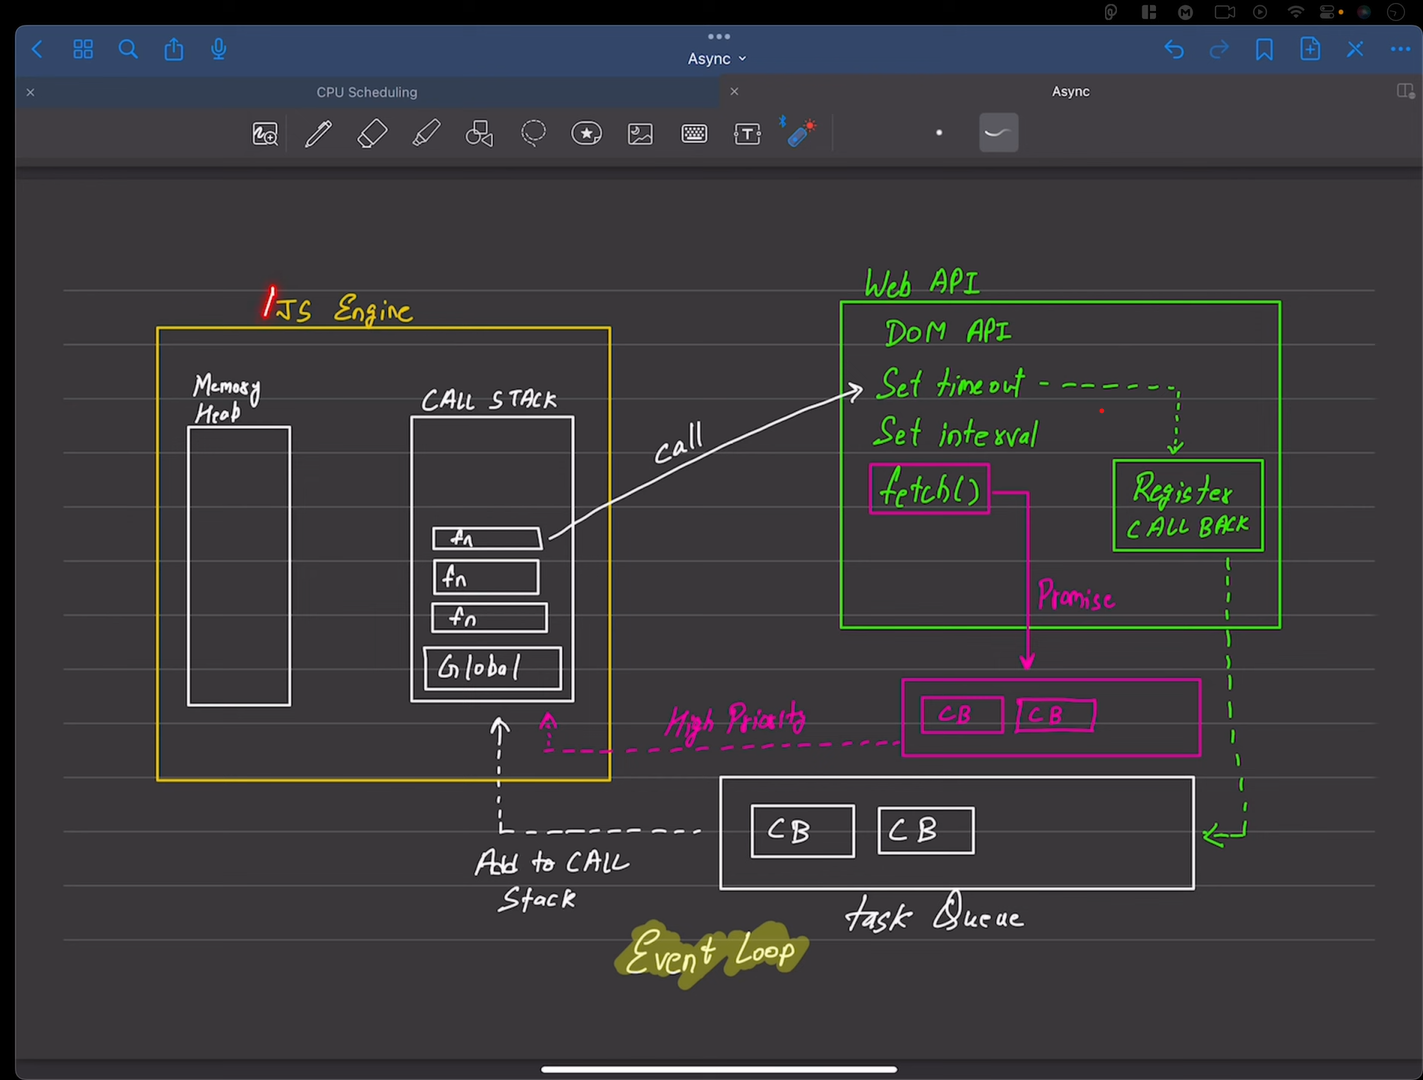 Async
CPU Scheduling
Async
JS Engine
Memory
Heap
CALL STACK
fn
fn
fn
Global
call
Web API
DOM API
Set timeout
Set interval
fetch()
Register
CALL BACK
Promise
CB CB
High Priority
CB CB
Add to CALL
Stack
task Queue
Event Loop